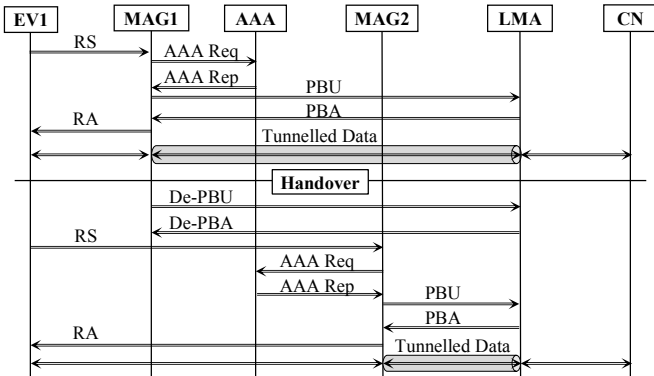 EV1 MAG1 AAA MAG2 LMA CN
RS
AAA Req
AAA Rep
PBU
PBA
RA
Tunnelled Data
Handover
De-PBU
De-PBA
RS
AAA Req
AAA Rep
PBU
PBA
RA
Tunnelled Data